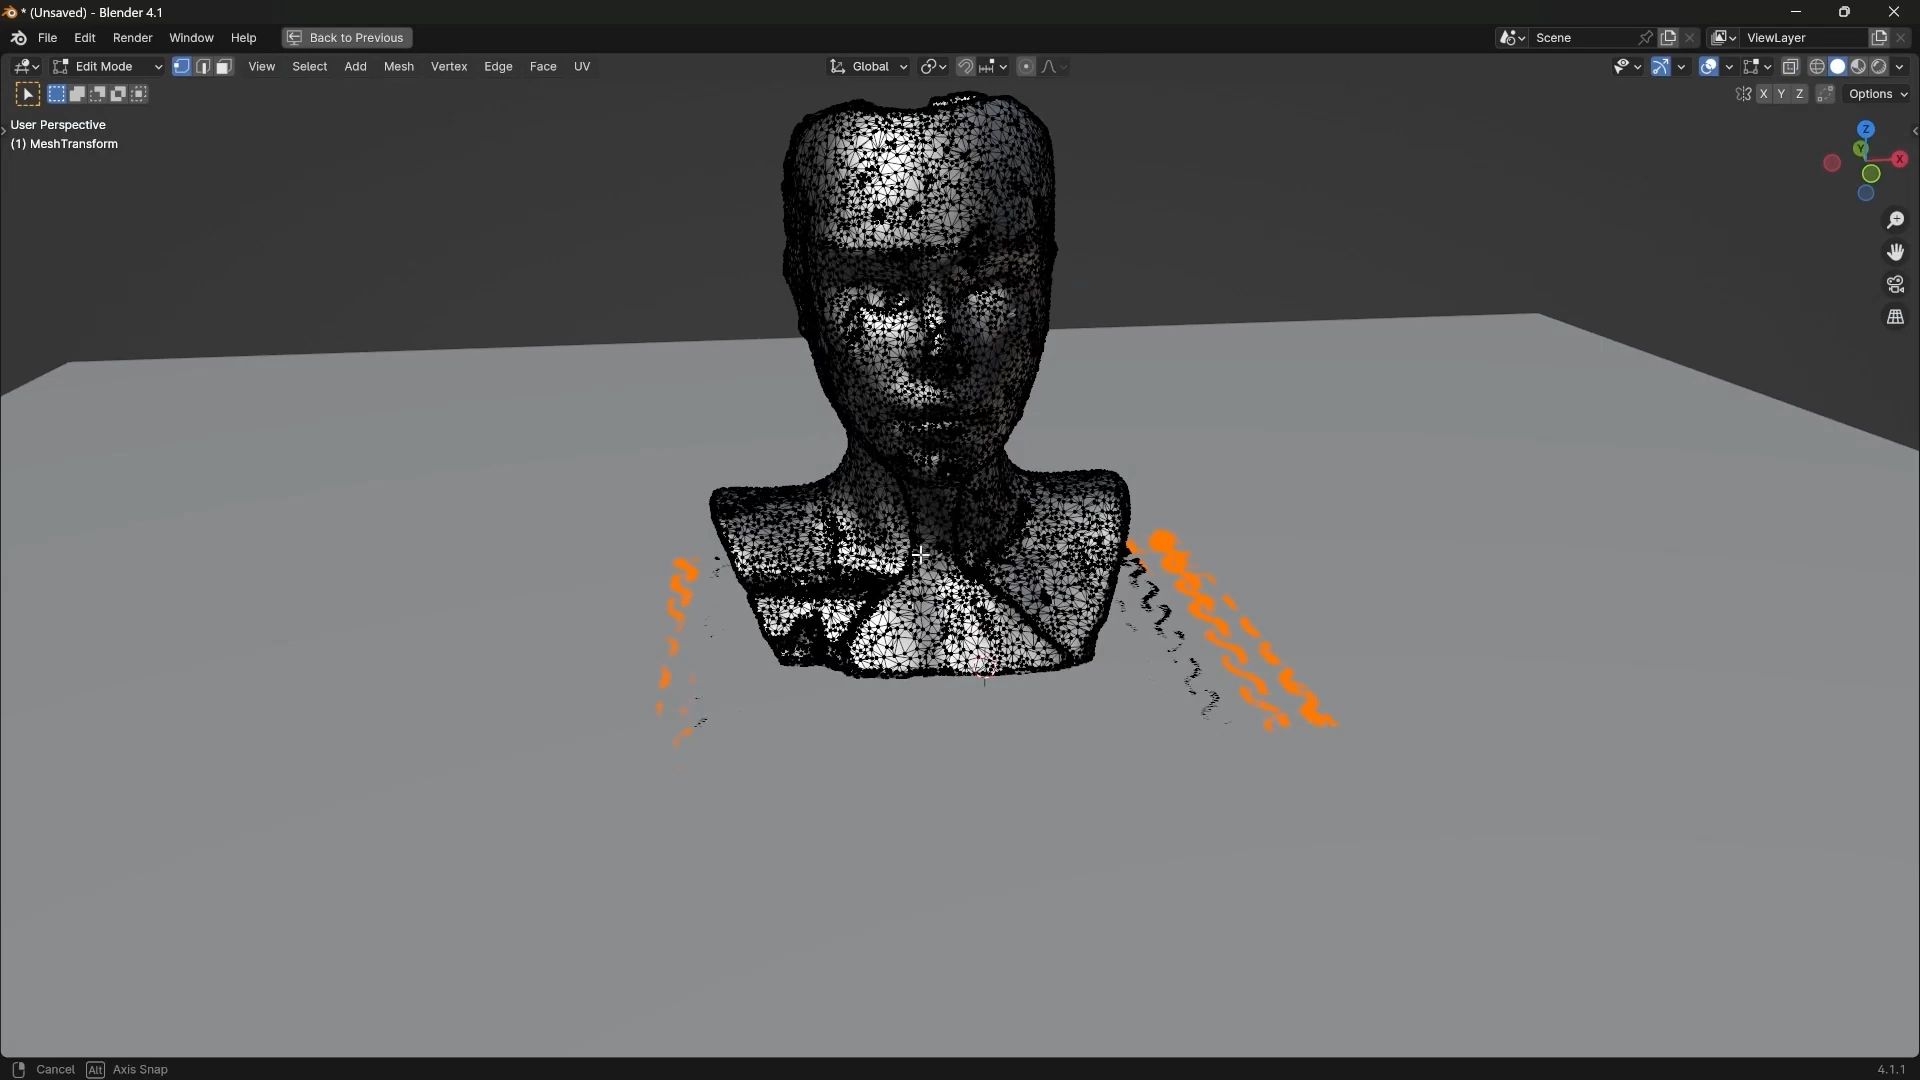 * (Unsaved) - Blender 4.1
File Edit Render Window Help Back to Previous Scene ViewLayer
Edit Mode View Select Add Mesh Vertex Edge Face UV Global
X Y Z Options
User Perspective
(1) MeshTransform
Z
Y
X
Cancel Alt Axis Snap 4.1.1